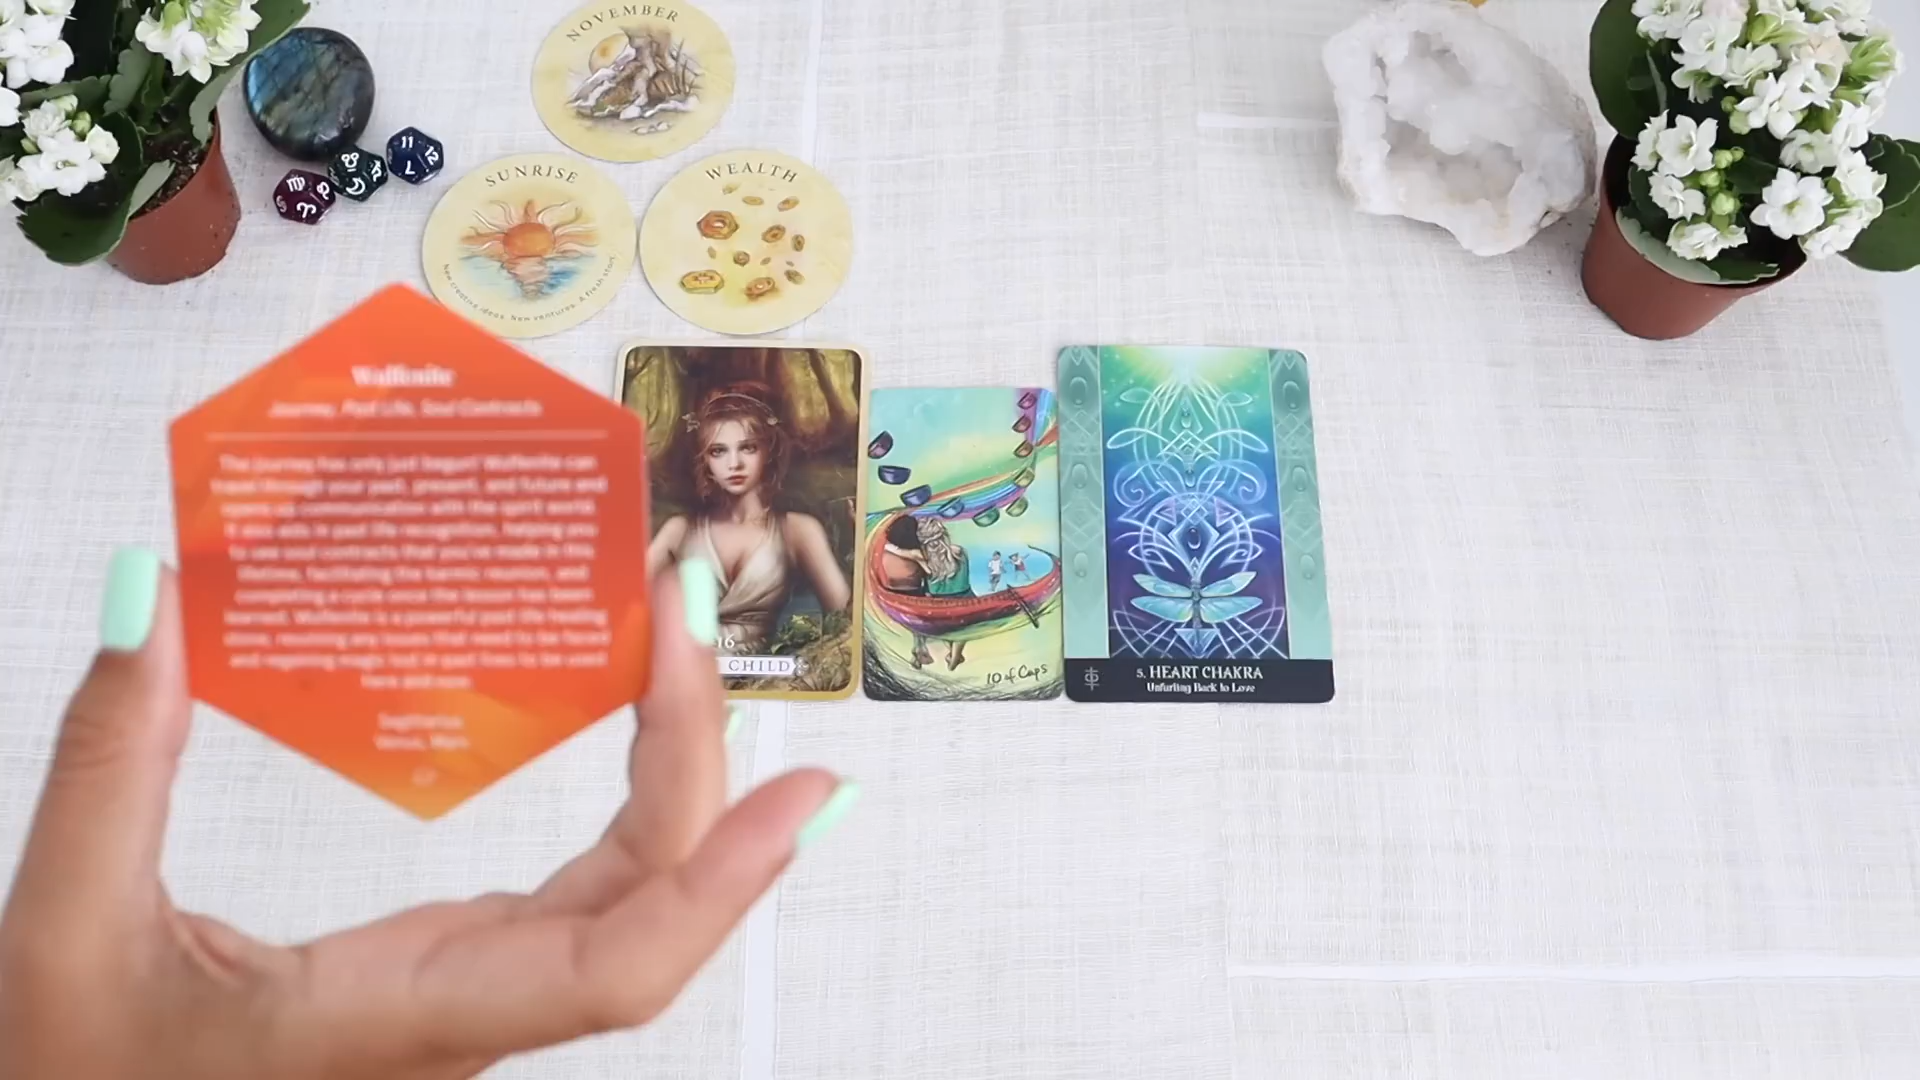 NOVEMBER
SUNRISE
New creative ideas. New ventures. A fresh start.
WEALTH
11
12
7
Wulfenite
Journey, Past Life, Soul Contracts
The journey has only just begun! Wulfenite can
travel through your past, present, and future and
opens up communication with the spirit world.
It also aids in past life recognition, helping you
to see soul contracts that you've made in this
lifetime, facilitating the karmic reunion, and
completing a cycle once the lesson has been
learned. Wulfenite is a powerful past life healing
stone, resolving any issues that need to be faced
and regaining magic lost in past lives to be used
here and now.
Sagittarius
Venus, Mars
16
CHILD
10 of Cups
5. HEART CHAKRA
Unfurling Back to Love